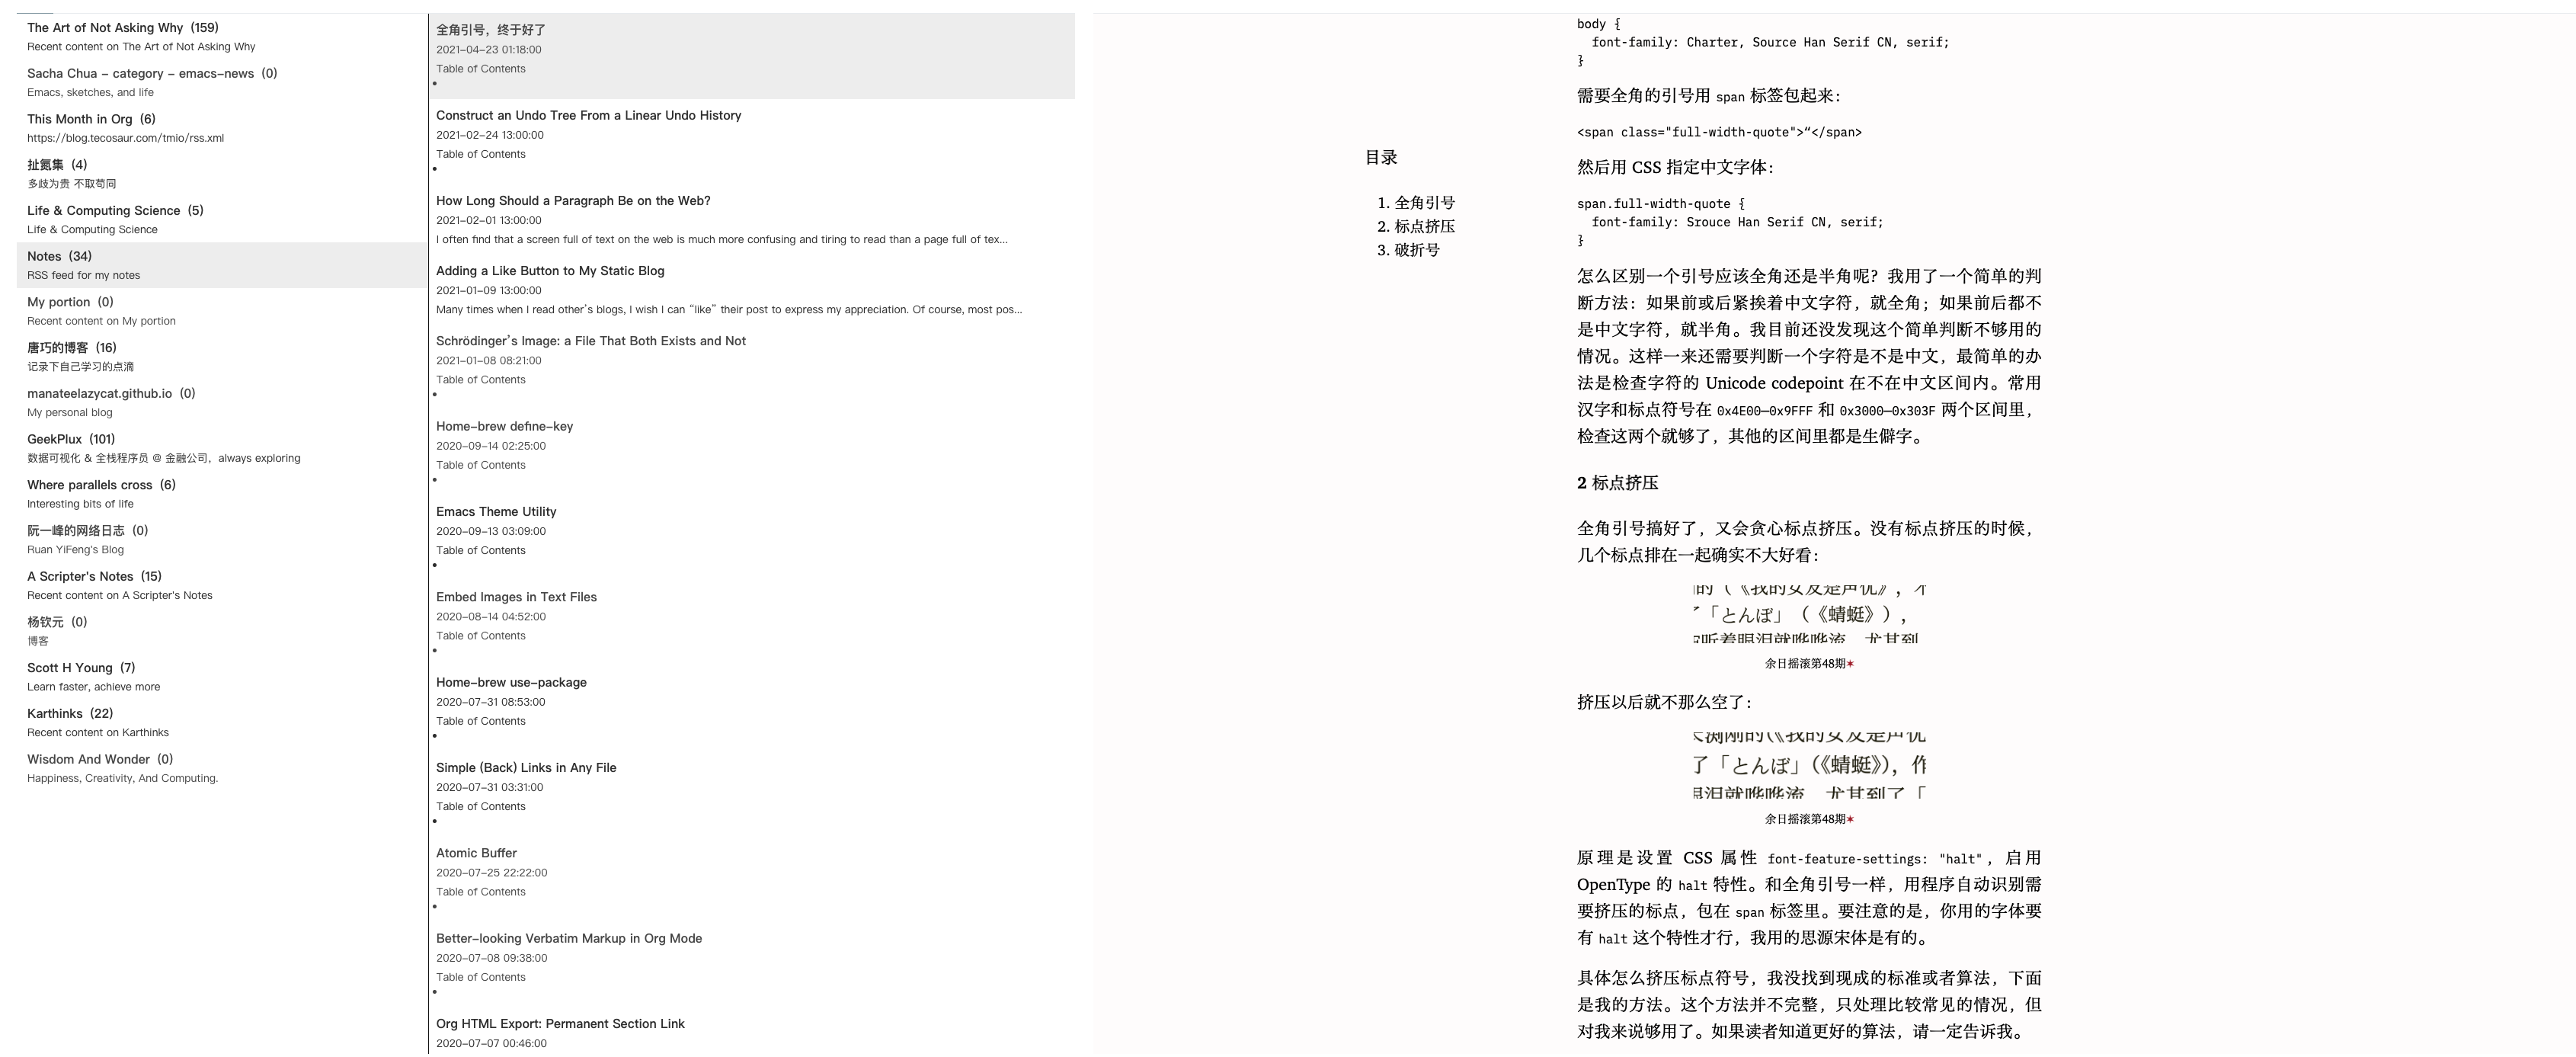 The Art of Not Asking Why (159)
Recent content on The Art of Not Asking Why
Sacha Chua - category - emacs-news (0)
Emacs, sketches, and life
This Month in Org (6)
https://blog.tecosaur.com/tmio/rss.xml
扯氮集 (4)
多歧为贵 不取苟同
Life & Computing Science (5)
Life & Computing Science
Notes (34)
RSS feed for my notes
My portion (0)
Recent content on My portion
唐巧的博客 (16)
记录下自己学习的点滴
manateelazycat.github.io (0)
My personal blog
GeekPlux (101)
数据可视化 & 全栈程序员 @ 金融公司，always exploring
Where parallels cross (6)
Interesting bits of life
阮一峰的网络日志 (0)
Ruan YiFeng's Blog
A Scripter's Notes (15)
Recent content on A Scripter's Notes
杨钦元 (0)
博客
Scott H Young (7)
Learn faster, achieve more
Karthinks (22)
Recent content on Karthinks
Wisdom And Wonder (0)
Happiness, Creativity, And Computing.
全角引号，终于好了
2021-04-23 01:18:00
Table of Contents
•
Construct an Undo Tree From a Linear Undo History
2021-02-24 13:00:00
Table of Contents
•
How Long Should a Paragraph Be on the Web?
2021-02-01 13:00:00
I often find that a screen full of text on the web is much more confusing and tiring to read than a page full of tex...
Adding a Like Button to My Static Blog
2021-01-09 13:00:00
Many times when I read other’s blogs, I wish I can “like” their post to express my appreciation. Of course, most pos...
Schrödinger’s Image: a File That Both Exists and Not
2021-01-08 08:21:00
Table of Contents
•
Home-brew define-key
2020-09-14 02:25:00
Table of Contents
•
Emacs Theme Utility
2020-09-13 03:09:00
Table of Contents
•
Embed Images in Text Files
2020-08-14 04:52:00
Table of Contents
•
Home-brew use-package
2020-07-31 08:53:00
Table of Contents
•
Simple (Back) Links in Any File
2020-07-31 03:31:00
Table of Contents
•
Atomic Buffer
2020-07-25 22:22:00
Table of Contents
•
Better-looking Verbatim Markup in Org Mode
2020-07-08 09:38:00
Table of Contents
•
Org HTML Export: Permanent Section Link
2020-07-07 00:46:00
目录
1. 全角引号
2. 标点挤压
3. 破折号
body {
font-family: Charter, Source Han Serif CN, serif;
}
需要全角的引号用 span 标签包起来：
<span class="full-width-quote">“</span>
然后用 CSS 指定中文字体：
span.full-width-quote {
font-family: Srouce Han Serif CN, serif;
}
怎么区别一个引号应该全角还是半角呢？我用了一个简单的判
断方法：如果前或后紧挨着中文字符，就全角；如果前后都不
是中文字符，就半角。我目前还没发现这个简单判断不够用的
情况。这样一来还需要判断一个字符是不是中文，最简单的办
法是检查字符的 Unicode codepoint 在不在中文区间内。常用
汉字和标点符号在 0x4E00—0x9FFF 和 0x3000—0x303F 两个区间里，
检查这两个就够了，其他的区间里都是生僻字。
2 标点挤压
全角引号搞好了，又会贪心标点挤压。没有标点挤压的时候，
几个标点排在一起确实不大好看：
的（《我的女友是声优》，
「とんぼ」（《蜻蜓》），
听着眼泪就哗哗流，尤其到
余日摇滚第48期✶
挤压以后就不那么空了：
渊刚的（《我的女友是声优
了「とんぼ」（《蜻蜓》），作
眼泪就哗哗流，尤其到了「
余日摇滚第48期✶
原理是设置 CSS 属性 font-feature-settings: "halt"，启用
OpenType 的 halt 特性。和全角引号一样，用程序自动识别需
要挤压的标点，包在 span 标签里。要注意的是，你用的字体要
有 halt 这个特性才行，我用的思源宋体是有的。
具体怎么挤压标点符号，我没找到现成的标准或者算法，下面
是我的方法。这个方法并不完整，只处理比较常见的情况，但
对我来说够用了。如果读者知道更好的算法，请一定告诉我。